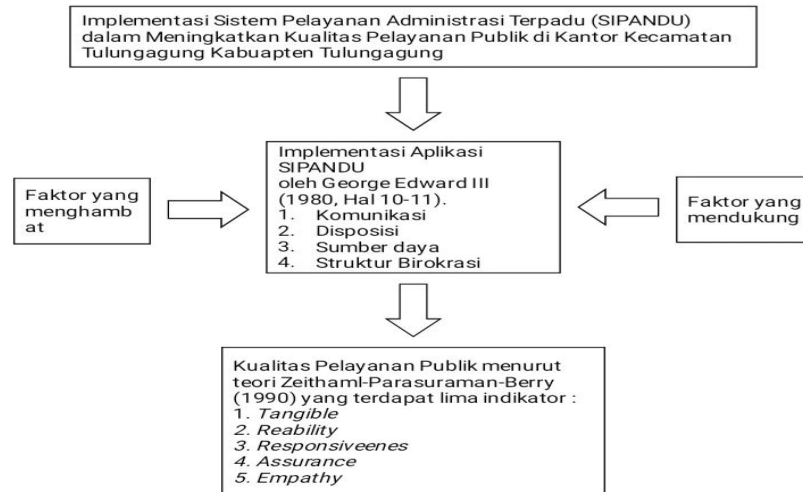 Implementasi Sistem Pelayanan Administrasi Terpadu (SIPANDU)
dalam Meningkatkan Kualitas Pelayanan Publik di Kantor Kecamatan
Tulungagung Kabuapten Tulungagung
Implementasi Aplikasi
SIPANDU
oleh George Edward III
(1980, Hal 10-11).
1. Komunikasi
2. Disposisi
3. Sumber daya
4. Struktur Birokrasi
Faktor yang
menghamb
at
Faktor yang
mendukung
Kualitas Pelayanan Publik menurut
teori Zeithaml-Parasuraman-Berry
(1990) yang terdapat lima indikator :
1. Tangible
2. Reability
3. Responsiveenes
4. Assurance
5. Empathy